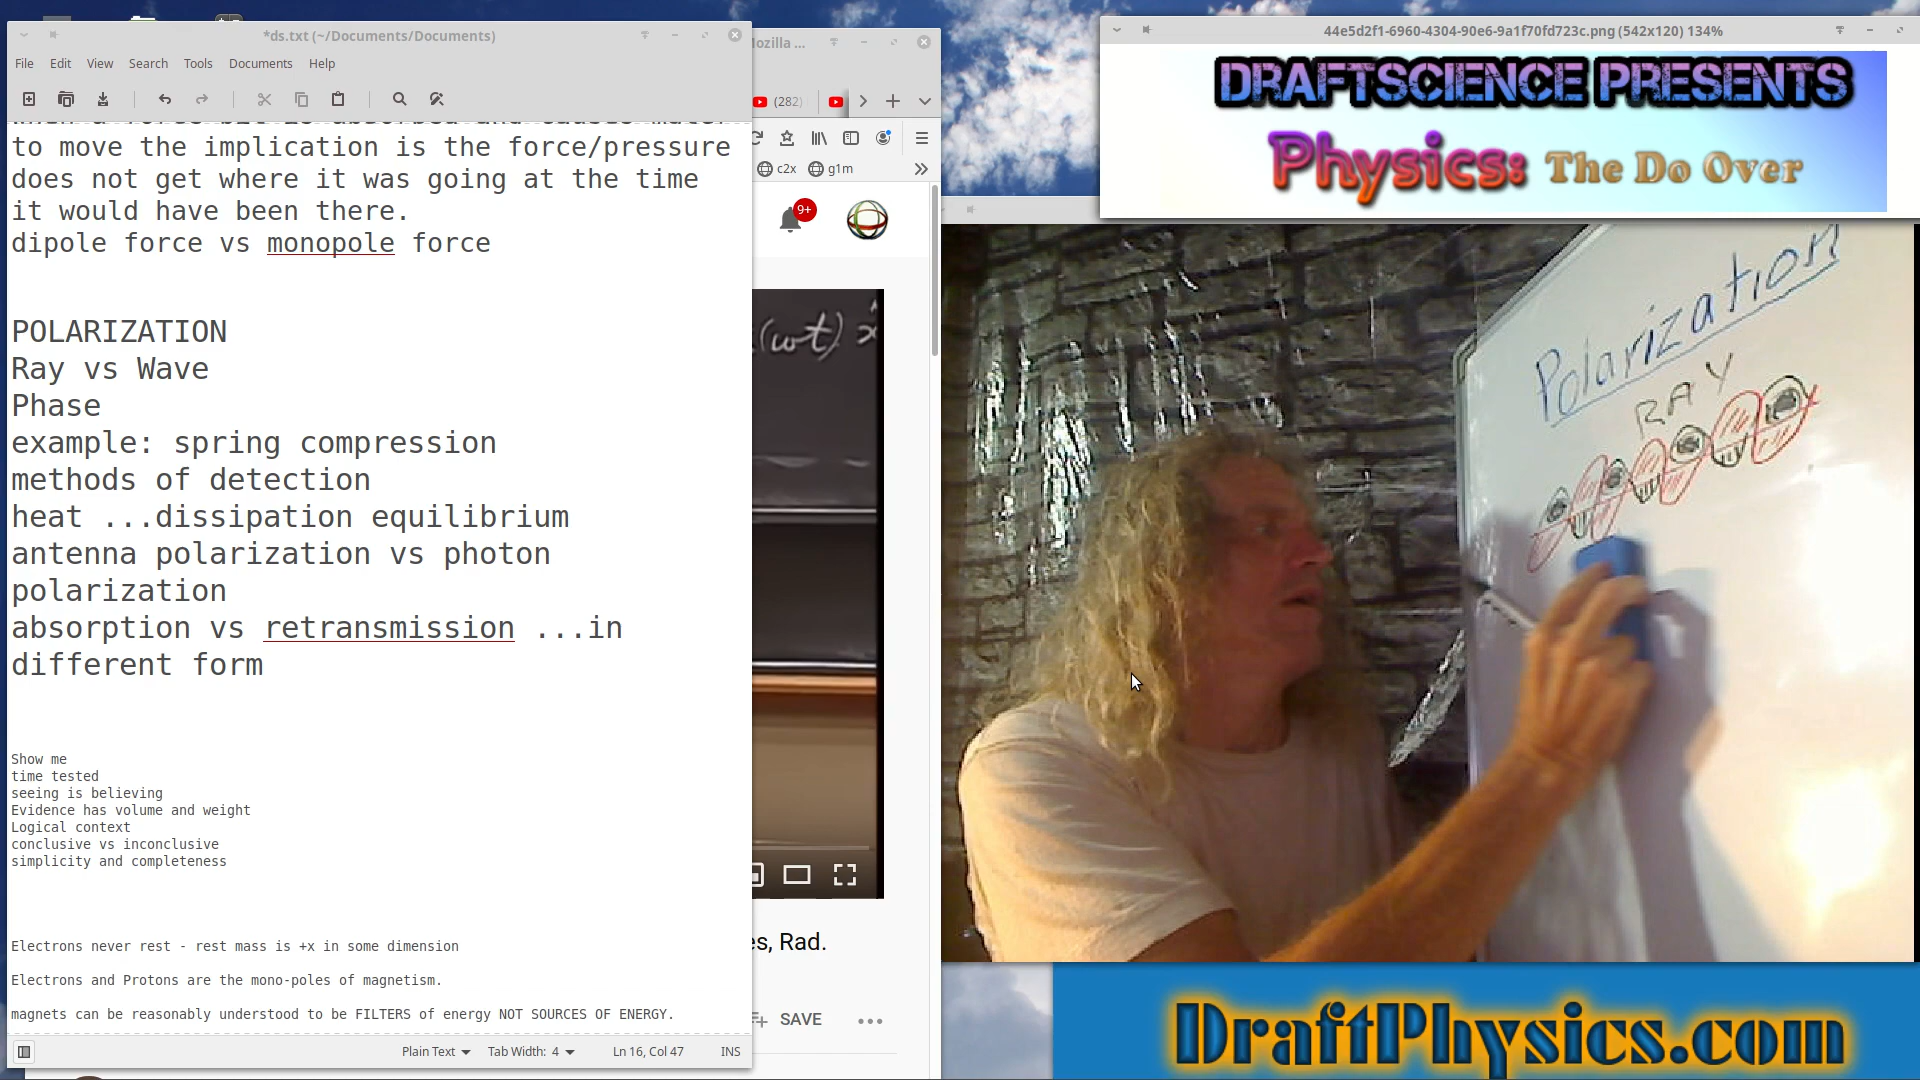 *ds.txt (~/Documents/Documents)
File Edit View Search Tools Documents Help
to move the implication is the force/pressure
does not get where it was going at the time
it would have been there.
dipole force vs monopole force
POLARIZATION
Ray vs Wave
Phase
example: spring compression
methods of detection
heat ...dissipation equilibrium
antenna polarization vs photon
polarization
absorption vs retransmission ...in
different form
Show me
time tested
seeing is believing
Evidence has volume and weight
Logical context
conclusive vs inconclusive
simplicity and completeness
Electrons never rest - rest mass is +x in some dimension
Electrons and Protons are the mono-poles of magnetism.
magnets can be reasonably understood to be FILTERS of energy NOT SOURCES OF ENERGY.
Plain Text Tab Width: 4 Ln 16, Col 47 INS
ozilla ...
(282)
c2x g1m
9+
(ωt) x̂
es, Rad.
SAVE
44e5d2f1-6960-4304-90e6-9a1f70fd723c.png (542x120) 134%
DRAFTSCIENCE PRESENTS
Physics: The Do Over
Polarization
RAY
DraftPhysics.com